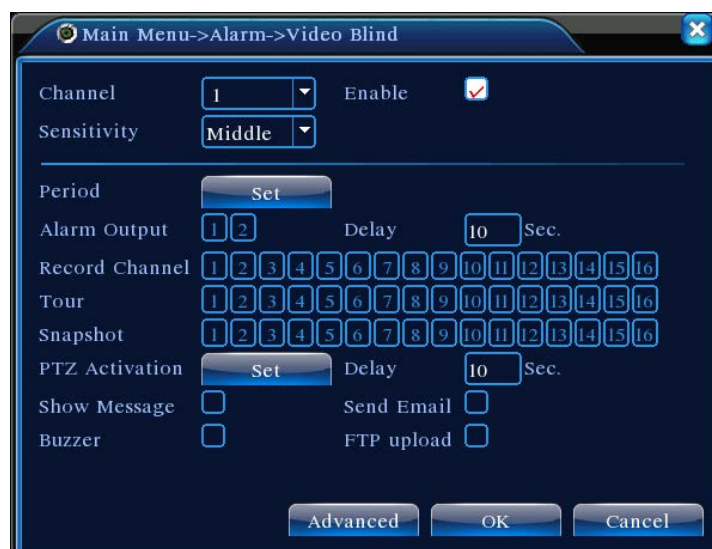 Main Menu->Alarm->Video Blind
Channel 1 Enable
Sensitivity Middle
Period Set
Alarm Output 1 2 Delay 10 Sec.
Record Channel 1 2 3 4 5 6 7 8 9 10 11 12 13 14 15 16
Tour 1 2 3 4 5 6 7 8 9 10 11 12 13 14 15 16
Snapshot 1 2 3 4 5 6 7 8 9 10 11 12 13 14 15 16
PTZ Activation Set Delay 10 Sec.
Show Message Send Email
Buzzer FTP upload
Advanced OK Cancel